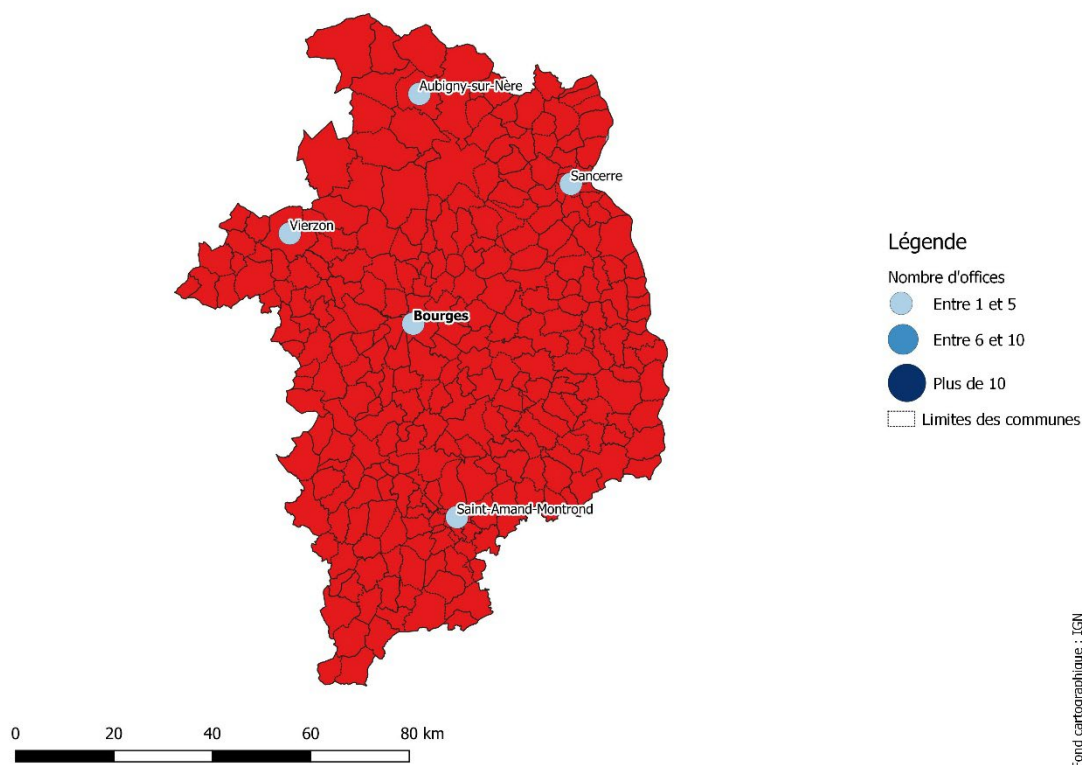 Aubigny-sur-Nère
Sancerre
Vierzon
Bourges
Saint-Amand-Montrond
Légende
Nombre d'offices
Entre 1 et 5
Entre 6 et 10
Plus de 10
Limites des communes
0 20 40 60 80 km
Fond cartographique : IGN